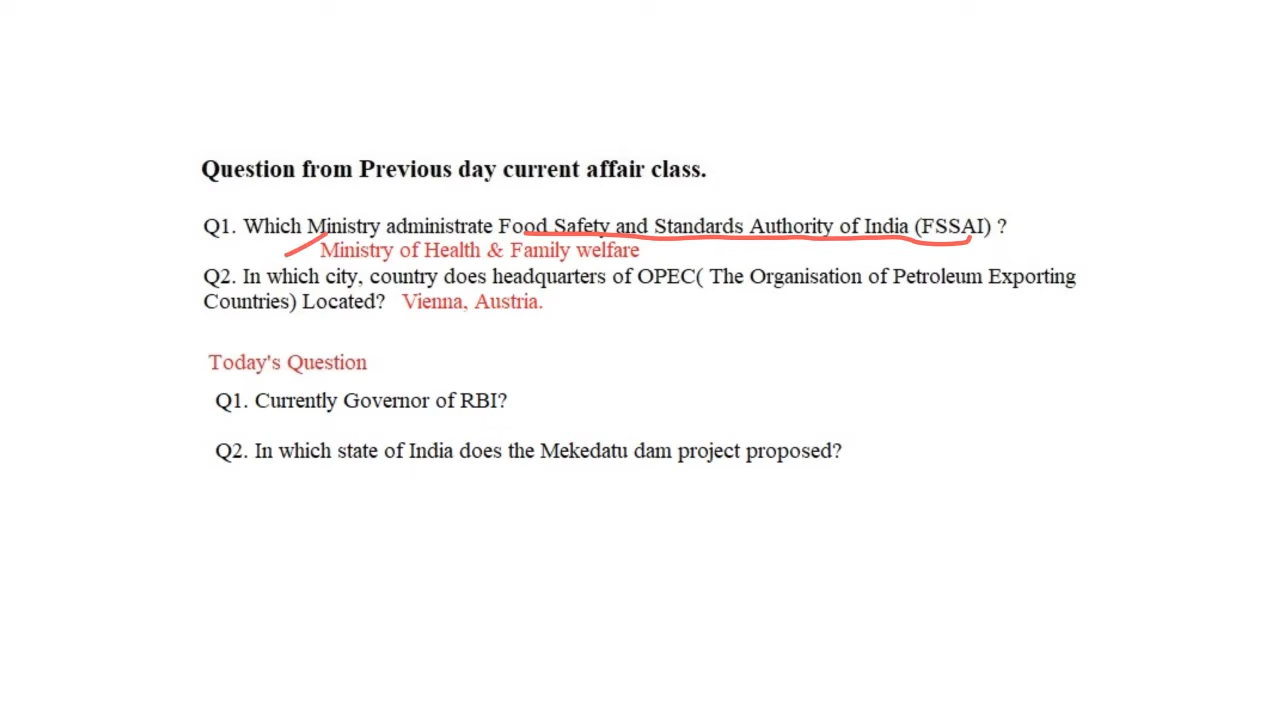 Question from Previous day current affair class.
Q1. Which Ministry administrate Food Safety and Standards Authority of India (FSSAI) ?
Ministry of Health & Family welfare
Q2. In which city, country does headquarters of OPEC( The Organisation of Petroleum Exporting
Countries) Located? Vienna, Austria.
Today's Question
Q1. Currently Governor of RBI?
Q2. In which state of India does the Mekedatu dam project proposed?